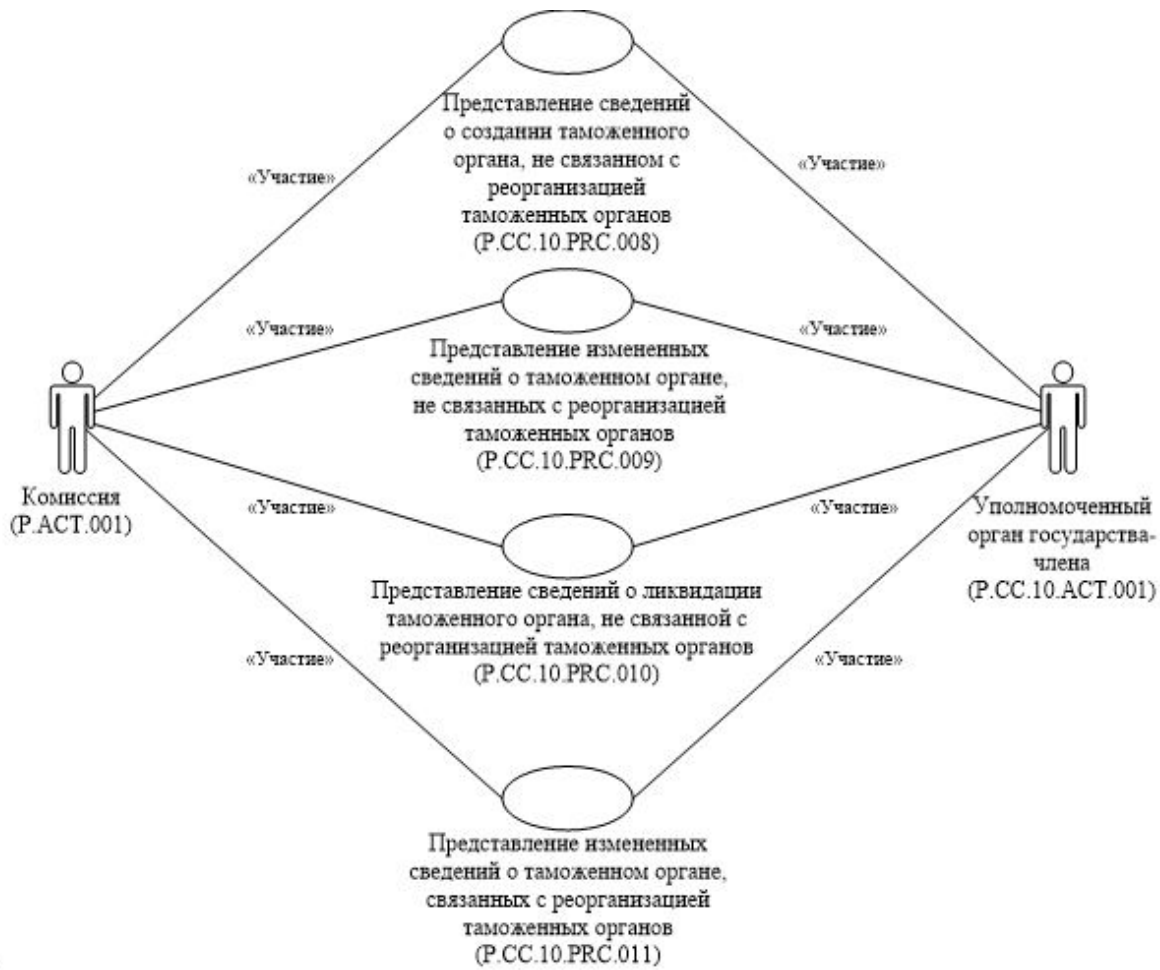 Представление сведений
о создании таможенного
органа, не связанном с
реорганизацией
таможенных органов
(P.CC.10.PRC.008)
«Участие»
«Участие»
«Участие»
«Участие»
Представление измененных
сведений о таможенном органе,
не связанных с реорганизацией
таможенных органов
(P.CC.10.PRC.009)
Комиссия
(P.ACT.001)
Уполномоченный
орган государства-
члена
(P.CC.10.ACT.001)
«Участие»
«Участие»
Представление сведений о ликвидации
таможенного органа, не связанной с
реорганизацией таможенных органов
(P.CC.10.PRC.010)
«Участие»
«Участие»
Представление измененных
сведений о таможенном органе,
связанных с реорганизацией
таможенных органов
(P.CC.10.PRC.011)